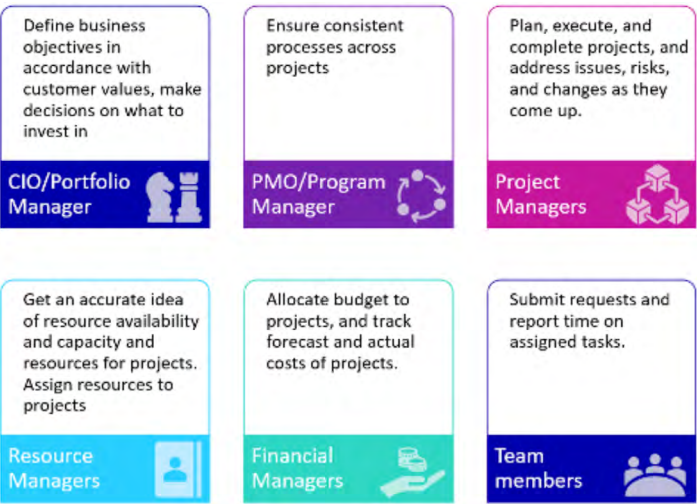 Define business
objectives in
accordance with
customer values, make
decisions on what to
invest in
CIO/Portfolio
Manager
Ensure consistent
processes across
projects
PMO/Program
Manager
Plan, execute, and
complete projects, and
address issues, risks,
and changes as they
come up.
Project
Managers
Get an accurate idea
of resource availability
and capacity and
resources for projects.
Assign resources to
projects
Resource
Managers
Allocate budget to
projects, and track
forecast and actual
costs of projects.
Financial
Managers
Submit requests and
report time on
assigned tasks.
Team
members